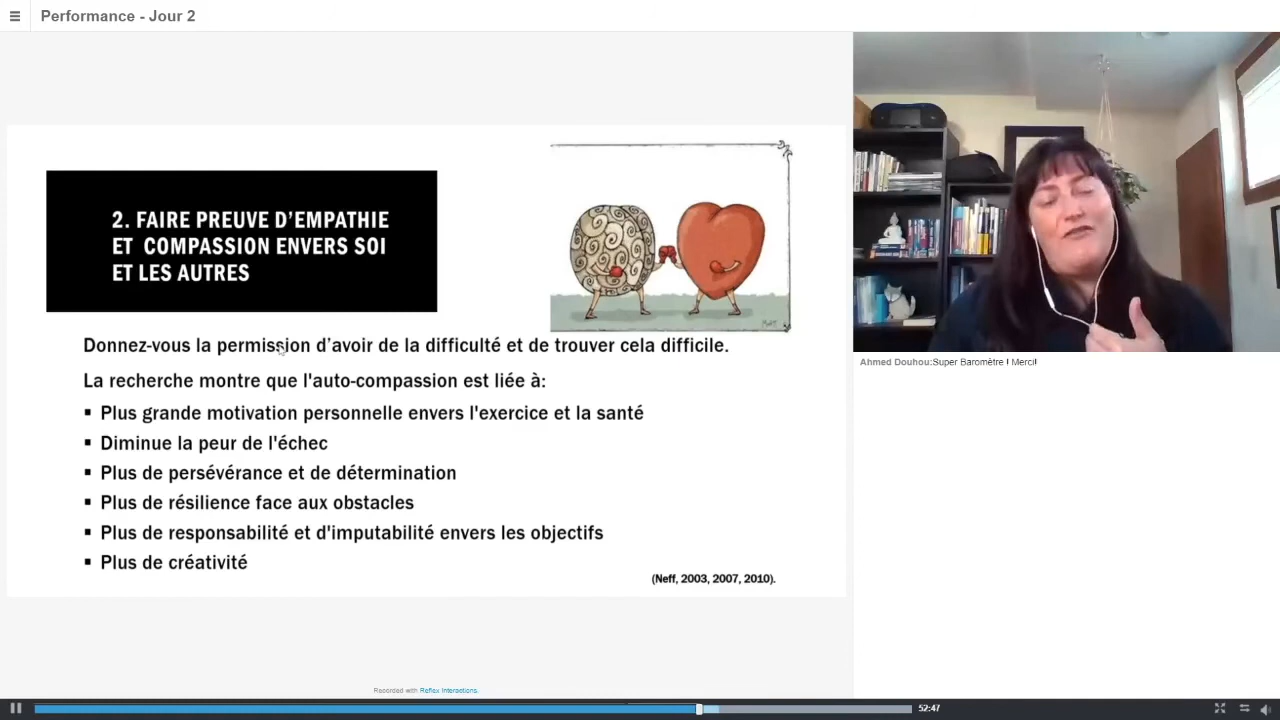 Performance - Jour 2
2. FAIRE PREUVE D'EMPATHIE
ET COMPASSION ENVERS SOI
ET LES AUTRES
Donnez-vous la permission d'avoir de la difficulté et de trouver cela difficile.
La recherche montre que l'auto-compassion est liée à:
▪ Plus grande motivation personnelle envers l'exercice et la santé
▪ Diminue la peur de l'échec
▪ Plus de persévérance et de détermination
▪ Plus de résilience face aux obstacles
▪ Plus de responsabilité et d'imputabilité envers les objectifs
▪ Plus de créativité
(Neff, 2003, 2007, 2010).
Ahmed Douhou:Super Baromètre ! Merci!
Recorded with Reflex Interactions.
52:47